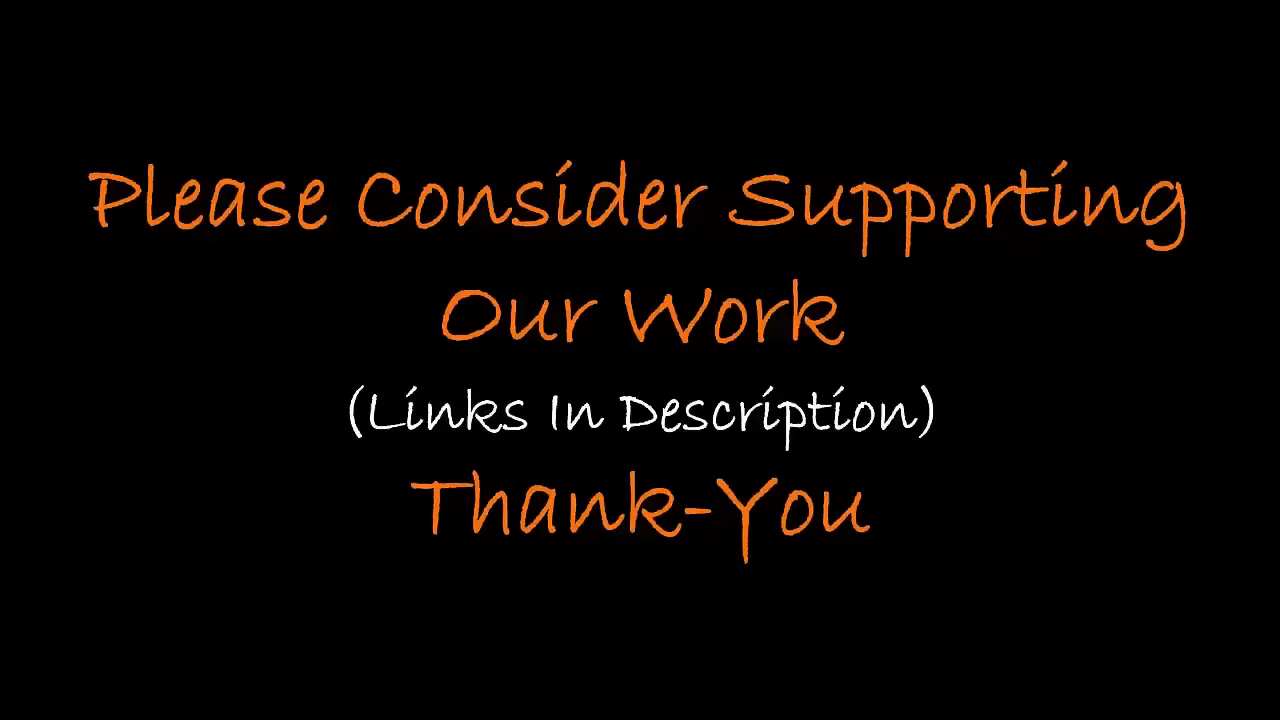 Please Consider Supporting
Our Work
(Links In Description)
Thank-You